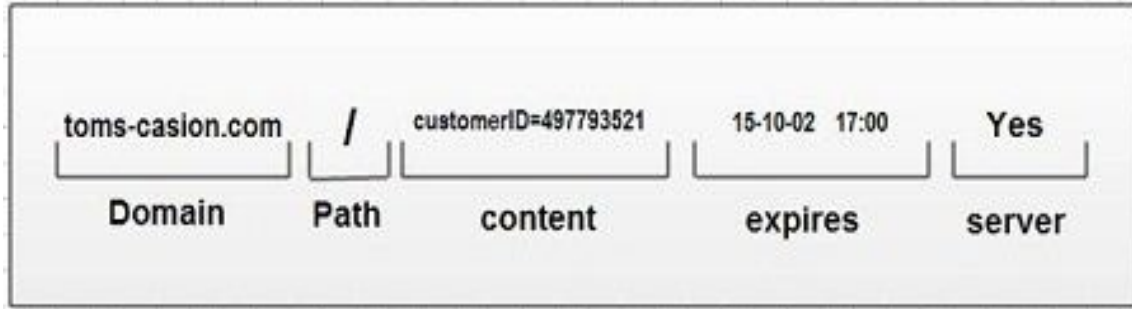 toms-casion.com / customerID=497793521 15-10-02 17:00 Yes
Domain Path content expires server